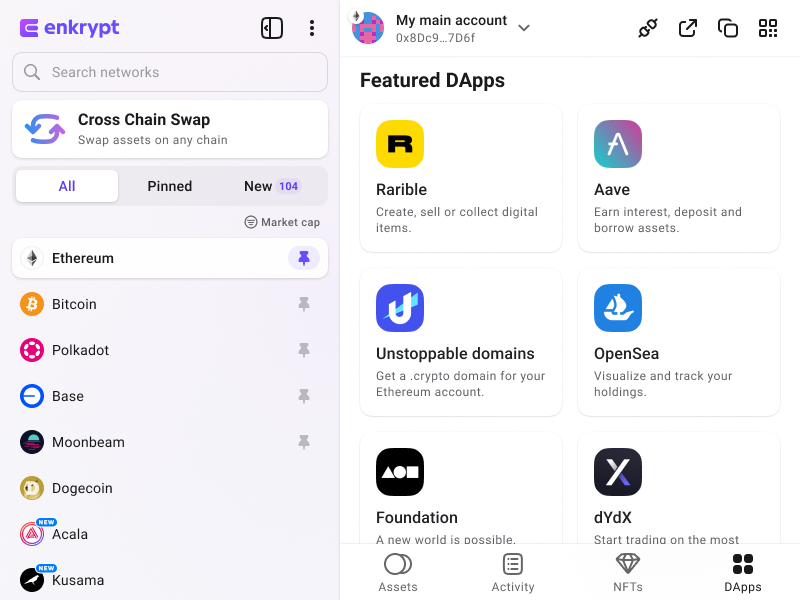 enkrypt
Search networks
Cross Chain Swap
Swap assets on any chain
All
Pinned
New 104
Market cap
Ethereum
Bitcoin
Polkadot
Base
Moonbeam
Dogecoin
NEW
Acala
NEW
Kusama
My main account
0x8Dc9...7D6f
Featured DApps
Rarible
Create, sell or collect digital
items.
Aave
Earn interest, deposit and
borrow assets.
Unstoppable domains
Get a .crypto domain for your
Ethereum account.
OpenSea
Visualize and track your
holdings.
Foundation
A new world is possible.
dYdX
Start trading on the most
Assets
Activity
NFTs
DApps